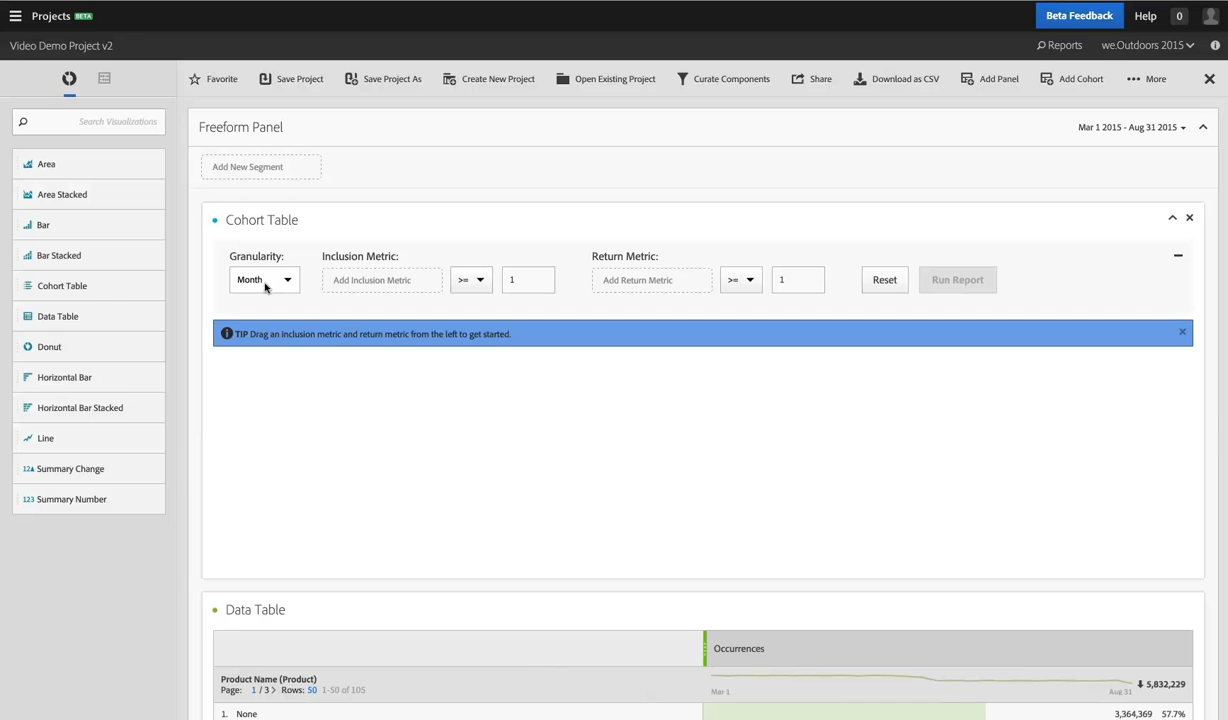 Projects BETA
Beta Feedback Help 0
Video Demo Project v2
Reports we.Outdoors 2015
Favorite Save Project Save Project As Create New Project Open Existing Project Curate Components Share Download as CSV Add Panel Add Cohort More
Search Visualizations
Area
Area Stacked
Bar
Bar Stacked
Cohort Table
Data Table
Donut
Horizontal Bar
Horizontal Bar Stacked
Line
12 Summary Change
123 Summary Number
Freeform Panel
Mar 1 2015 - Aug 31 2015
Add New Segment
Cohort Table
Granularity: Inclusion Metric: Return Metric:
Month Add Inclusion Metric >= 1 Add Return Metric >= 1 Reset Run Report
TIP Drag an inclusion metric and return metric from the left to get started.
Data Table
Occurrences
Product Name (Product)
Page: 1 / 3 > Rows: 50 1-50 of 105
5,832,229
Mar 1 Aug 31
1. None 3,364,369 57.7%